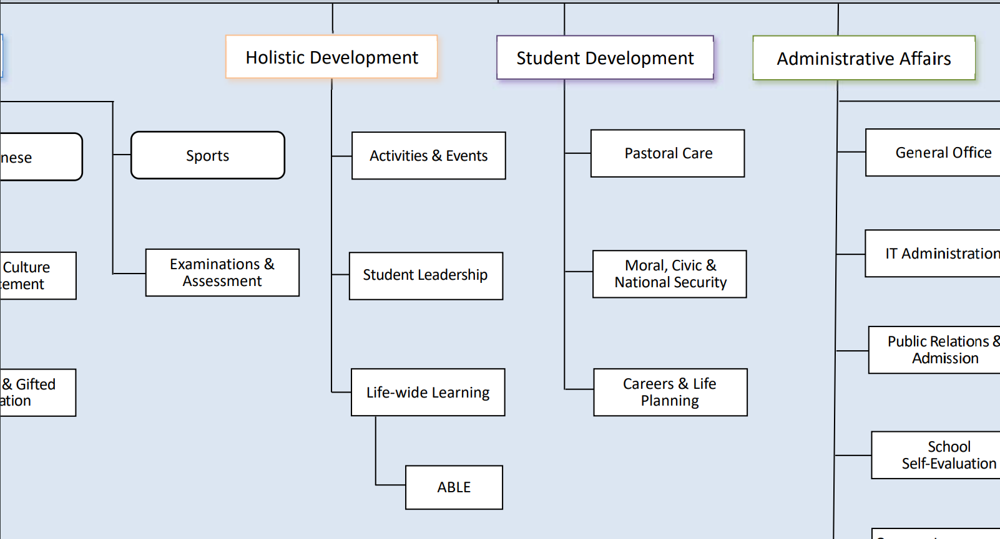 Holistic Development
Student Development
Administrative Affairs
nese
Sports
Activities & Events
Pastoral Care
General Office
Culture
cement
Examinations &
Assessment
Student Leadership
Moral, Civic &
National Security
IT Administration
Public Relations &
Admission
& Gifted
ation
Life-wide Learning
Careers & Life
Planning
School
Self-Evaluation
ABLE